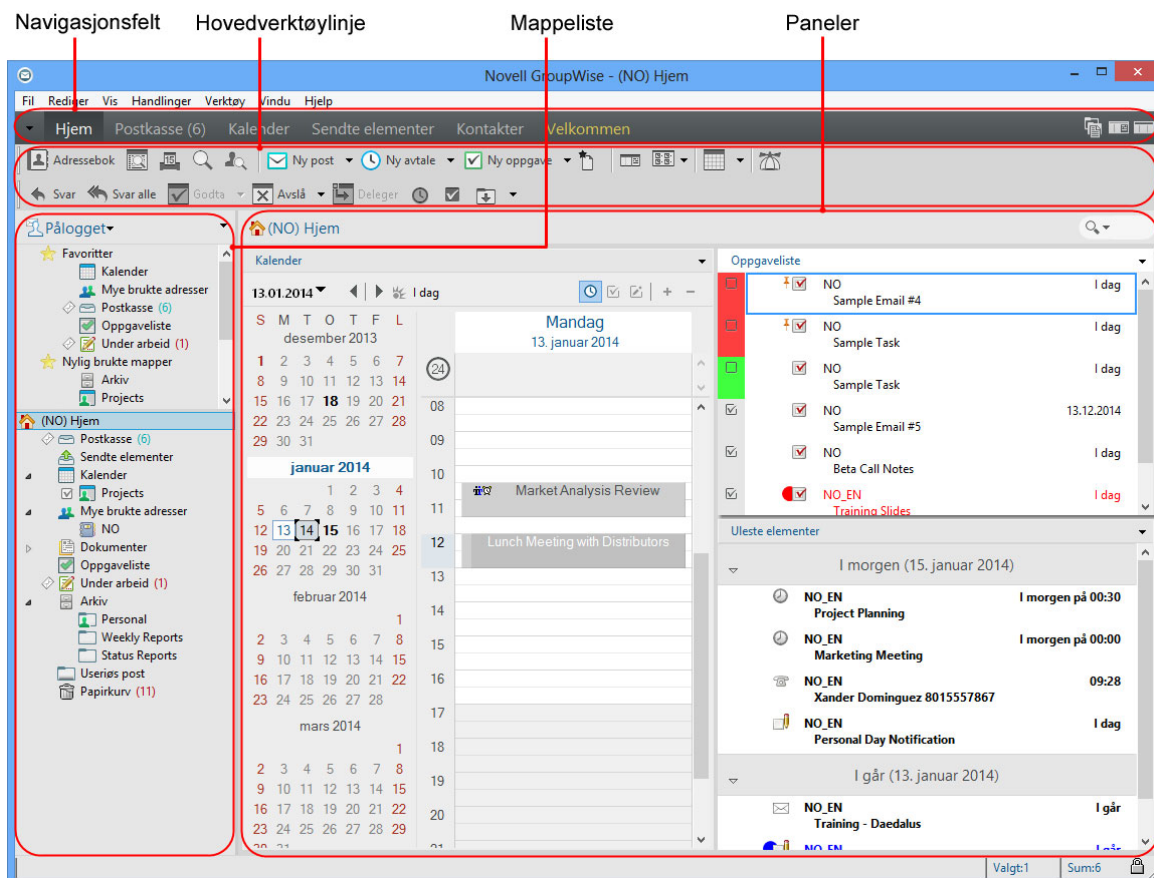 Navigasjonsfelt Hovedverktøylinje Mappeliste Paneler
Novell GroupWise - (NO) Hjem
Fil Rediger Vis Handlinger Verktøy Vindu Hjelp
Hjem Postkasse (6) Kalender Sendte elementer Kontakter Velkommen
Adressebok Ny post Ny avtale Ny oppgave
Svar Svar alle Godta Avslå Deleger
Pålogget
Favoritter
Kalender
Mye brukte adresser
Postkasse (6)
Oppgaveliste
Under arbeid (1)
Nylig brukte mapper
Arkiv
Projects
(NO) Hjem
Postkasse (6)
Sendte elementer
Kalender
Projects
Mye brukte adresser
NO
Dokumenter
Oppgaveliste
Under arbeid (1)
Arkiv
Personal
Weekly Reports
Status Reports
Useriøs post
Papirkurv (11)
(NO) Hjem
Kalender
13.01.2014 I dag
S M T O T F L
desember 2013
1 2 3 4 5 6 7
8 9 10 11 12 13 14
15 16 17 18 19 20 21
22 23 24 25 26 27 28
29 30 31
januar 2014
1 2 3 4
5 6 7 8 9 10 11
12 13 14 15 16 17 18
19 20 21 22 23 24 25
26 27 28 29 30 31
februar 2014
1
2 3 4 5 6 7 8
9 10 11 12 13 14 15
16 17 18 19 20 21 22
23 24 25 26 27 28
mars 2014
1
2 3 4 5 6 7 8
9 10 11 12 13 14 15
16 17 18 19 20 21 22
23 24 25 26 27 28 29
30 31
Mandag
13. januar 2014
24
08
09
10
Market Analysis Review
11
12 Lunch Meeting with Distributors
13
14
15
16
17
18
19
20
21
Oppgaveliste
NO I dag
Sample Email #4
NO I dag
Sample Task
NO I dag
Sample Task
NO 13.12.2014
Sample Email #5
NO I dag
Beta Call Notes
NO_EN I dag
Training Slides
Uleste elementer
I morgen (15. januar 2014)
NO_EN I morgen på 00:30
Project Planning
NO_EN I morgen på 00:00
Marketing Meeting
NO_EN 09:28
Xander Dominguez 8015557867
NO_EN I dag
Personal Day Notification
I går (13. januar 2014)
NO_EN I går
Training - Daedalus
NO_EN I går
Valgt:1 Sum:6